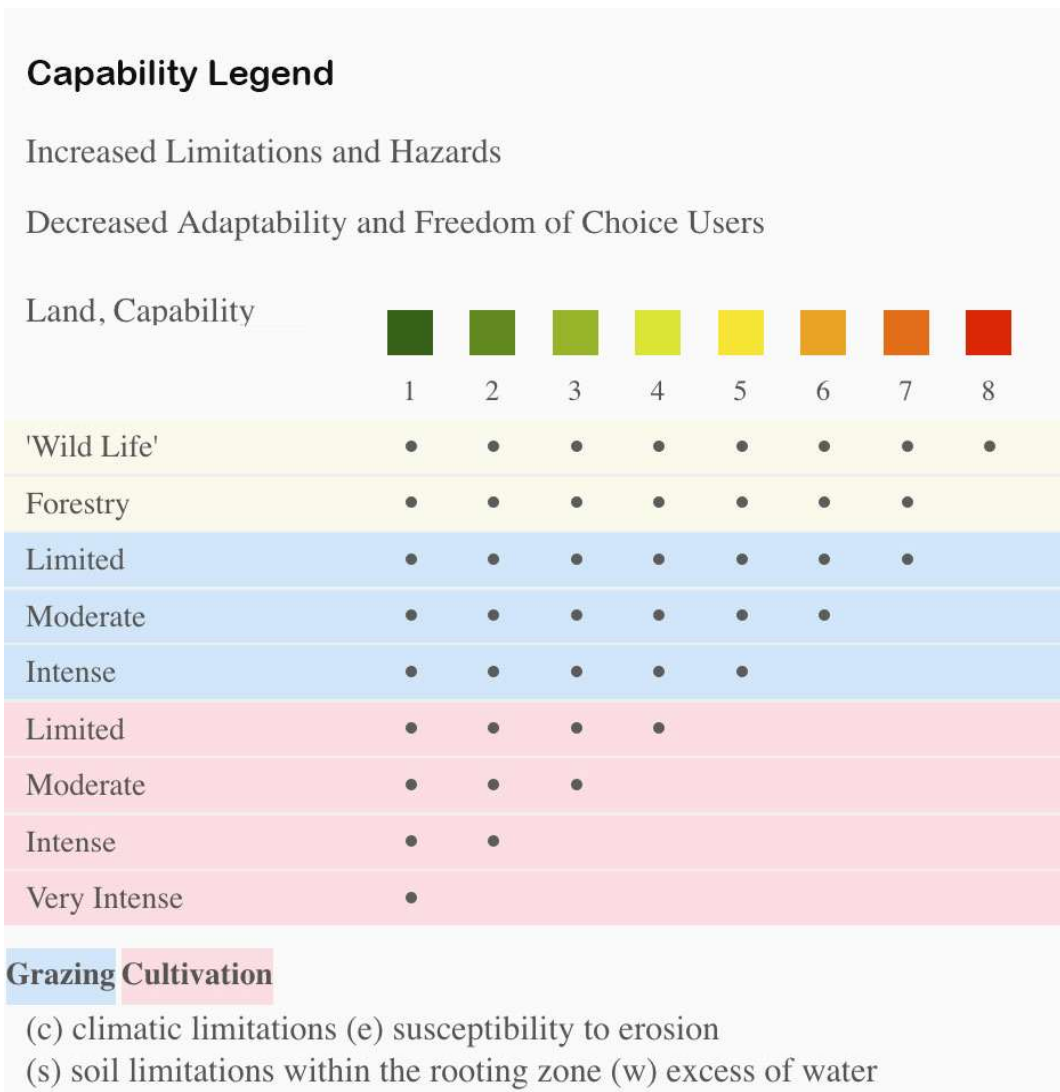 Capability Legend
Increased Limitations and Hazards
Decreased Adaptability and Freedom of Choice Users
Land, Capability
1 2 3 4 5 6 7 8
'Wild Life' • • • • • • • •
Forestry • • • • • • •
Limited • • • • • • •
Moderate • • • • • •
Intense • • • • •
Limited • • • •
Moderate • • •
Intense • •
Very Intense •
Grazing Cultivation
(c) climatic limitations (e) susceptibility to erosion
(s) soil limitations within the rooting zone (w) excess of water